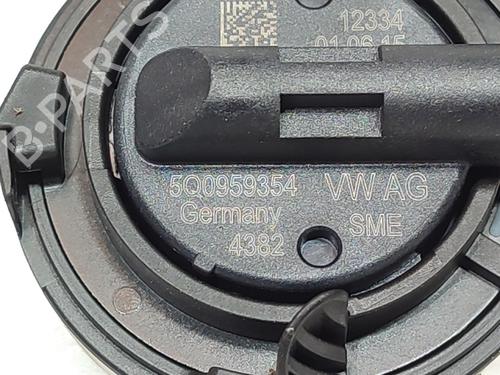 12334
01.06.15
5Q0959354 VW AG
Germany SME
4382
B-PARTS